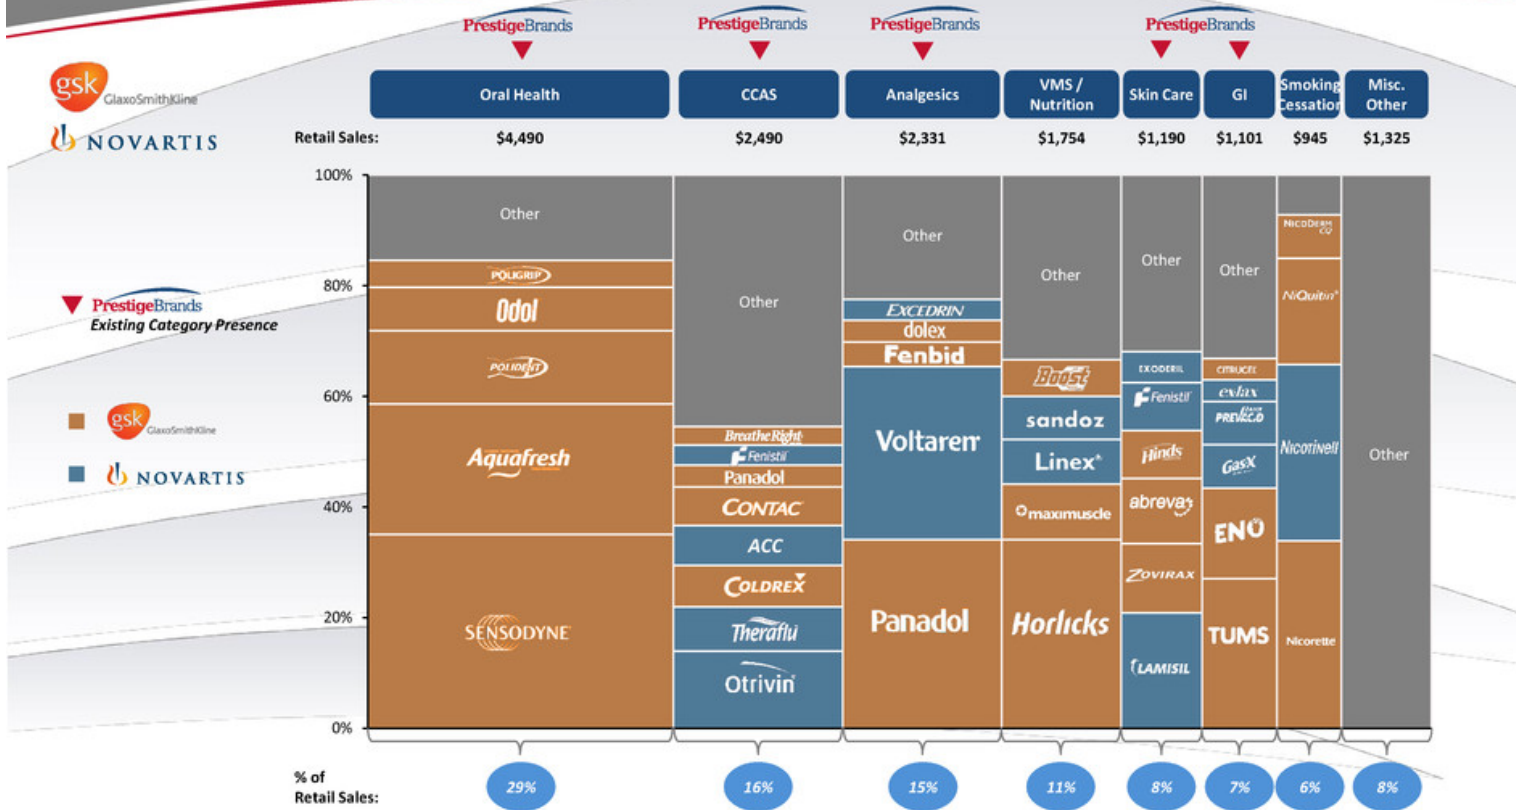 PrestigeBrands PrestigeBrands PrestigeBrands PrestigeBrands
gsk
GlaxoSmithKline
NOVARTIS
Oral Health CCAS Analgesics VMS / Nutrition Skin Care GI Smoking Cessation Misc. Other
Retail Sales: $4,490 $2,490 $2,331 $1,754 $1,190 $1,101 $945 $1,325
100%
80%
60%
40%
20%
0%
PrestigeBrands
Existing Category Presence
gsk
GlaxoSmithKline
NOVARTIS
Other
POLIGRIP
Odol
POLIDENT
Aquafresh
SENSODYNE
Other
Breathe Right
Fenistil
Panadol
CONTAC
ACC
COLDREX
Theraflu
Otrivin
Other
EXCEDRIN
dolex
Fenbid
Voltaren
Panadol
Other
Boost
sandoz
Linex®
maximuscle
Horlicks
Other
EXODERIL
Fenistil
Hinds
abreva
ZOVIRAX
LAMISIL
Other
CITRUCEL
exlax
GasX
ENO
TUMS
NICODERM
CQ
NiQuitin®
Nicotinell
Nicorette
Other
% of
Retail Sales: 29% 16% 15% 11% 8% 7% 6% 8%